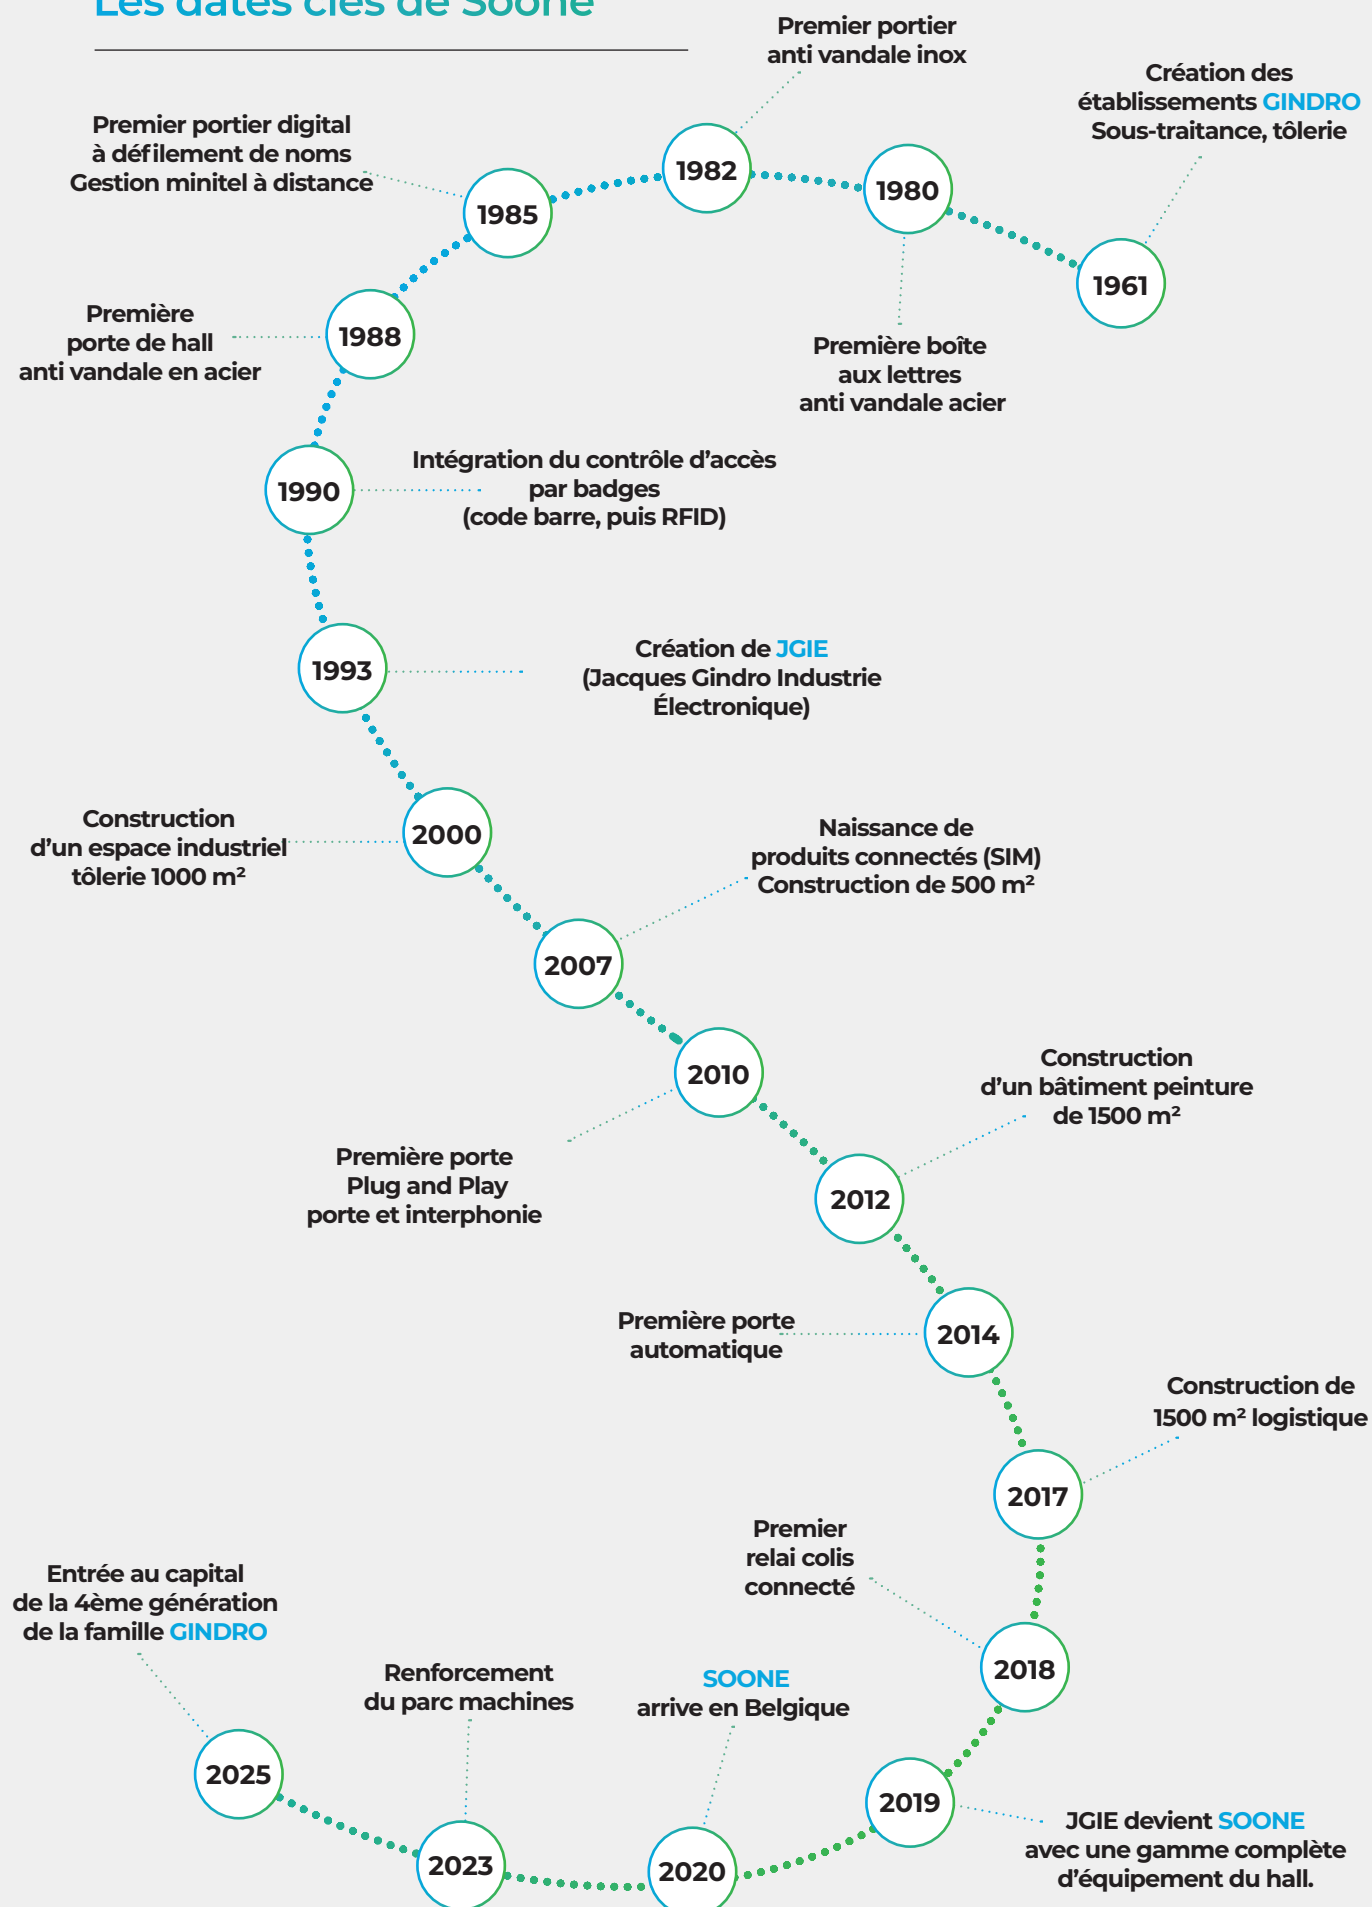 Les dates clés de Soone
Premier portier
anti vandale inox
Création des
établissements GINDRO
Sous-traitance, tôlerie
Premier portier digital
à défilement de noms
Gestion minitel à distance
1982
1980
1985
1961
Première
porte de hall
anti vandale en acier
1988
Première boîte
aux lettres
anti vandale acier
1990
Intégration du contrôle d'accès
par badges
(code barre, puis RFID)
1993
Création de JGIE
(Jacques Gindro Industrie
Électronique)
Construction
d'un espace industriel
tôlerie 1000 m²
2000
Naissance de
produits connectés (SIM)
Construction de 500 m²
2007
2010
Première porte
Plug and Play
porte et interphonie
Construction
d'un bâtiment peinture
de 1500 m²
2012
Première porte
automatique
2014
Construction de
1500 m² logistique
2017
Premier
relai colis
connecté
2018
Entrée au capital
de la 4ème génération
de la famille GINDRO
Renforcement
du parc machines
SOONE
arrive en Belgique
2025
2023
2020
2019
JGIE devient SOONE
avec une gamme complète
d'équipement du hall.